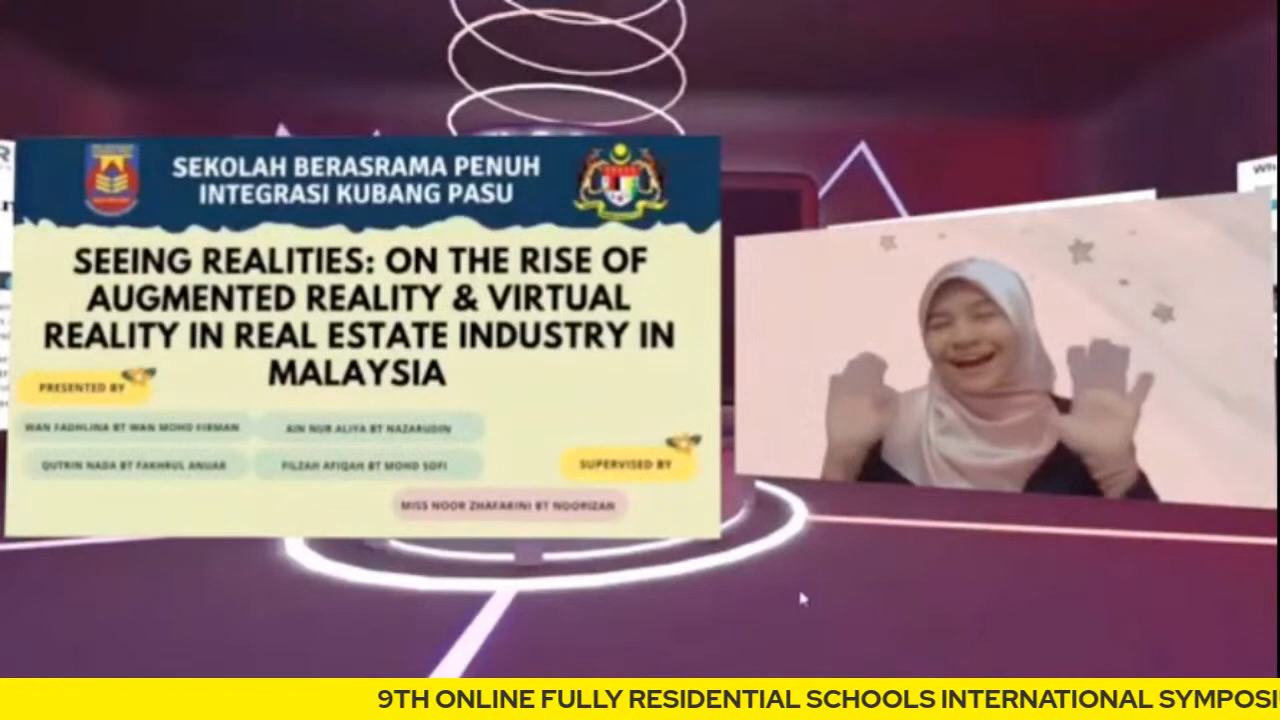 SEKOLAH BERASRAMA PENUH
INTEGRASI KUBANG PASU
SEEING REALITIES: ON THE RISE OF
AUGMENTED REALITY & VIRTUAL
REALITY IN REAL ESTATE INDUSTRY IN
MALAYSIA
PRESENTED BY
WAN FADHLINA BT WAN MOHD FIRMAN
AIN NUR ALIYA BT NAZARUDIN
QUTRIN NADA BT FAKHRUL ANUAR
FILZAH AFIQAH BT MOHD SOFI
SUPERVISED BY
MISS NOOR ZHAFARINI BT NOORIZAN
9TH ONLINE FULLY RESIDENTIAL SCHOOLS INTERNATIONAL SYMPOSI